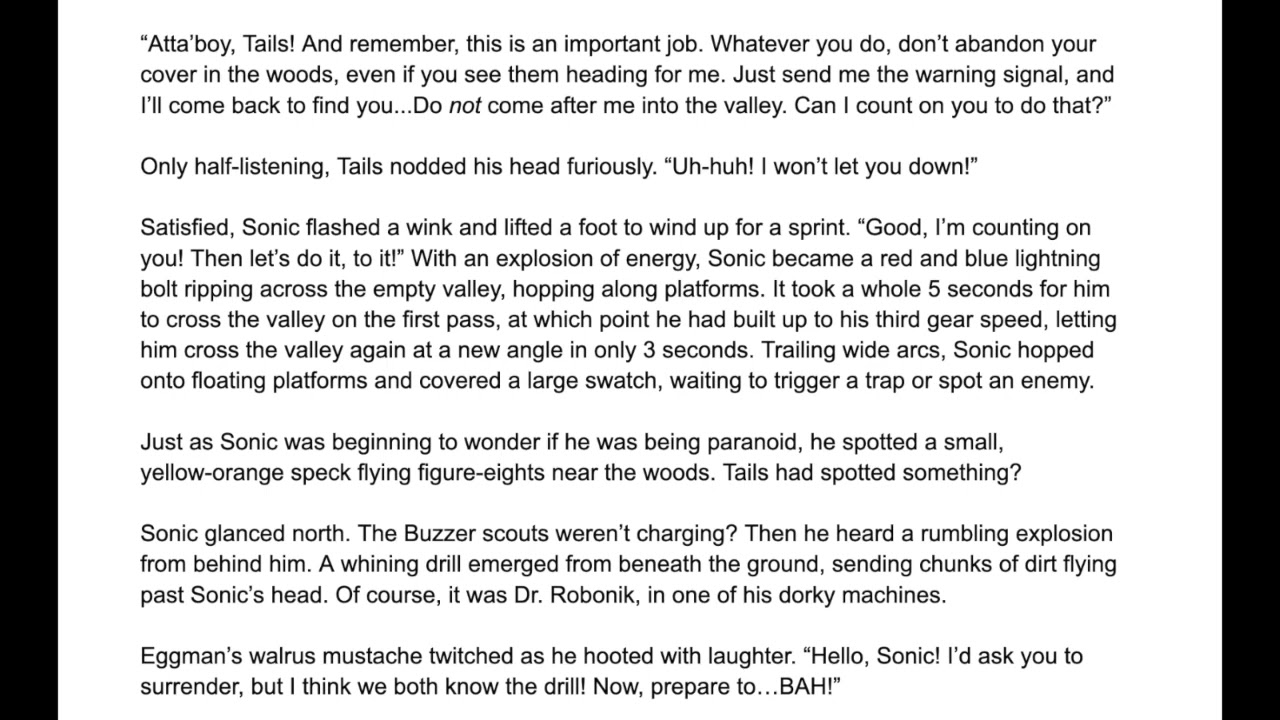 “Atta’boy, Tails! And remember, this is an important job. Whatever you do, don’t abandon your
cover in the woods, even if you see them heading for me. Just send me the warning signal, and
I’ll come back to find you...Do not come after me into the valley. Can I count on you to do that?”
Only half-listening, Tails nodded his head furiously. “Uh-huh! I won’t let you down!”
Satisfied, Sonic flashed a wink and lifted a foot to wind up for a sprint. “Good, I’m counting on
you! Then let’s do it, to it!” With an explosion of energy, Sonic became a red and blue lightning
bolt ripping across the empty valley, hopping along platforms. It took a whole 5 seconds for him
to cross the valley on the first pass, at which point he had built up to his third gear speed, letting
him cross the valley again at a new angle in only 3 seconds. Trailing wide arcs, Sonic hopped
onto floating platforms and covered a large swatch, waiting to trigger a trap or spot an enemy.
Just as Sonic was beginning to wonder if he was being paranoid, he spotted a small,
yellow-orange speck flying figure-eights near the woods. Tails had spotted something?
Sonic glanced north. The Buzzer scouts weren’t charging? Then he heard a rumbling explosion
from behind him. A whining drill emerged from beneath the ground, sending chunks of dirt flying
past Sonic’s head. Of course, it was Dr. Robonik, in one of his dorky machines.
Eggman’s walrus mustache twitched as he hooted with laughter. “Hello, Sonic! I’d ask you to
surrender, but I think we both know the drill! Now, prepare to…BAH!”